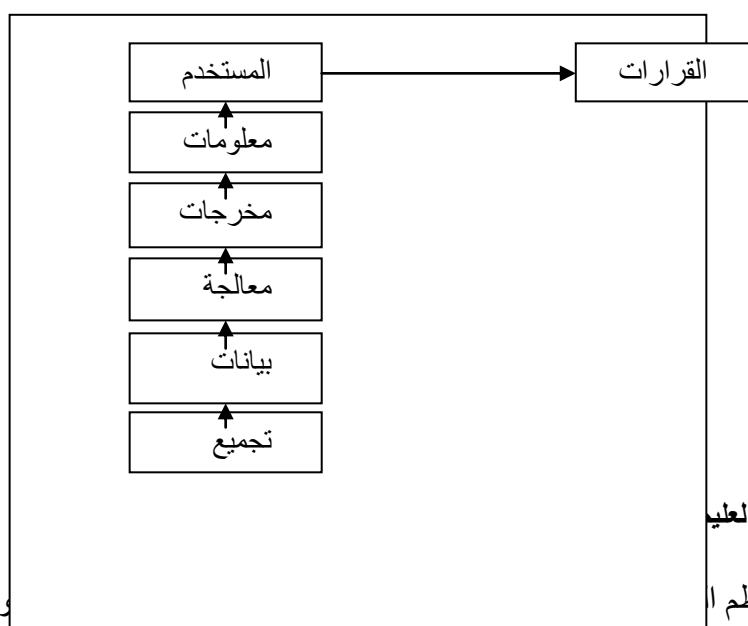 المستخدم
القرارات
معلومات
مخرجات
معالجة
بيانات
تجميع